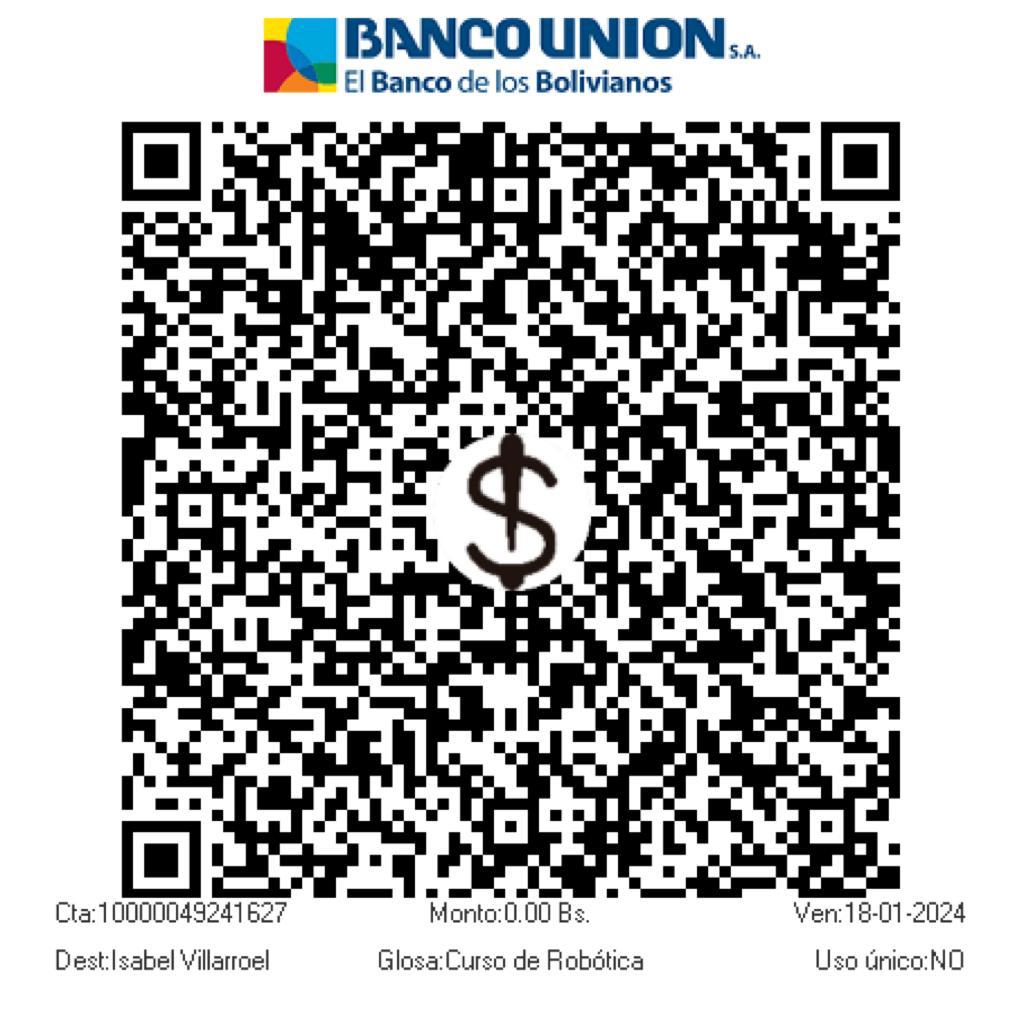 BANCO UNION S.A.
El Banco de los Bolivianos
$
Cta:10000049241627 Monto:0.00 Bs. Ven:18-01-2024
Dest:Isabel Villarroel Glosa:Curso de Robótica Uso único:NO